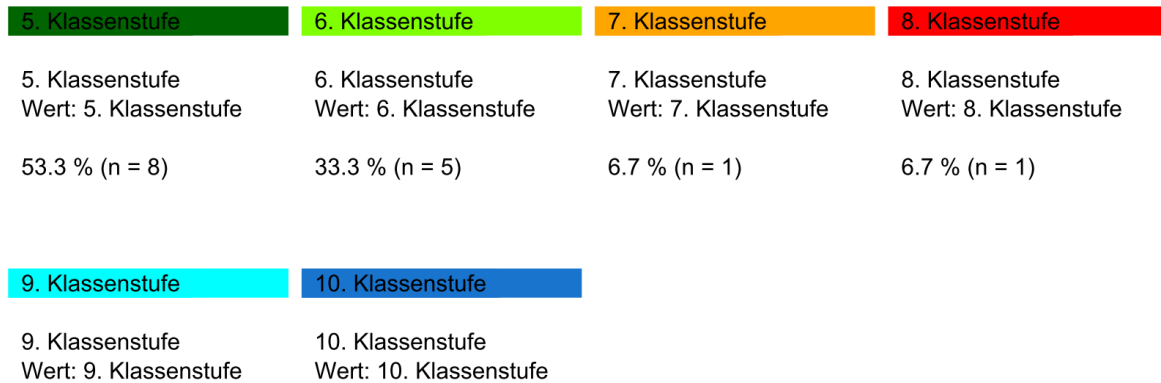 5. Klassenstufe
6. Klassenstufe
7. Klassenstufe
8. Klassenstufe
5. Klassenstufe
Wert: 5. Klassenstufe
53.3 % (n = 8)
6. Klassenstufe
Wert: 6. Klassenstufe
33.3 % (n = 5)
7. Klassenstufe
Wert: 7. Klassenstufe
6.7 % (n = 1)
8. Klassenstufe
Wert: 8. Klassenstufe
6.7 % (n = 1)
9. Klassenstufe
10. Klassenstufe
9. Klassenstufe
Wert: 9. Klassenstufe
10. Klassenstufe
Wert: 10. Klassenstufe